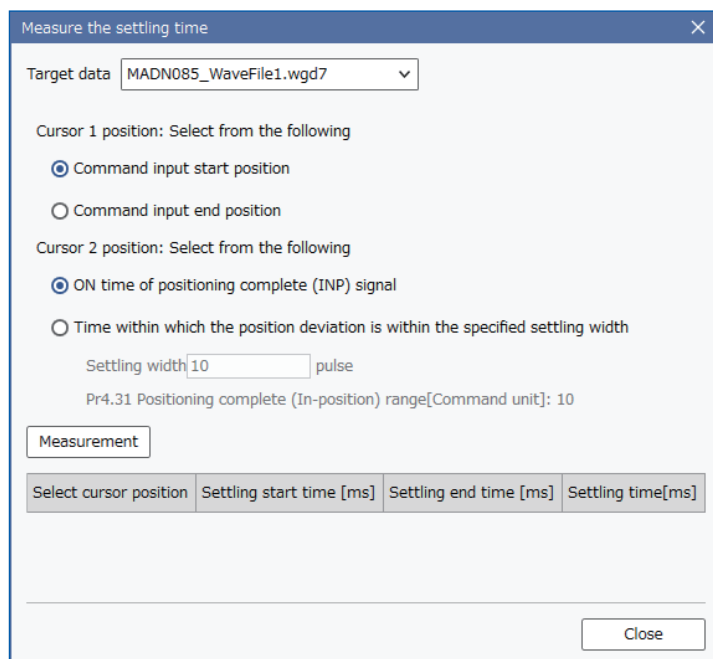 Measure the settling time
Target data MADN085_WaveFile1.wgd7
Cursor 1 position: Select from the following
Command input start position
Command input end position
Cursor 2 position: Select from the following
ON time of positioning complete (INP) signal
Time within which the position deviation is within the specified settling width
Settling width 10 pulse
Pr4.31 Positioning complete (In-position) range[Command unit]: 10
Measurement
Select cursor position Settling start time [ms] Settling end time [ms] Settling time[ms]
Close